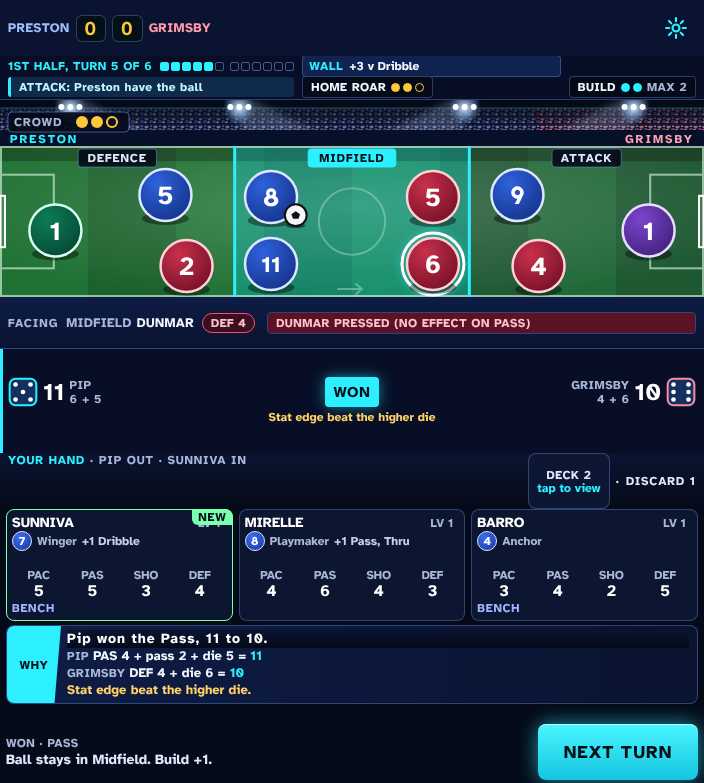 PRESTON 0 0 GRIMSBY
1ST HALF, TURN 5 OF 6
WALL +3 v Dribble
ATTACK: Preston have the ball
HOME ROAR
BUILD MAX 2
CROWD
PRESTON
GRIMSBY
DEFENCE
MIDFIELD
ATTACK
5
8
5
9
1
1
2
11
6
4
FACING MIDFIELD DUNMAR DEF 4
DUNMAR PRESSED (NO EFFECT ON PASS)
11 PIP
6 + 5
WON
Stat edge beat the higher die
GRIMSBY 10
4 + 6
YOUR HAND · PIP OUT · SUNNIVA IN
DECK 2
tap to view
· DISCARD 1
SUNNIVA
NEW
7 Winger +1 Dribble
PAC PAS SHO DEF
5 5 3 4
BENCH
MIRELLE LV 1
8 Playmaker +1 Pass, Thru
PAC PAS SHO DEF
4 6 4 3
BARRO LV 1
4 Anchor
PAC PAS SHO DEF
3 4 2 5
BENCH
WHY
Pip won the Pass, 11 to 10.
PIP PAS 4 + pass 2 + die 5 = 11
GRIMSBY DEF 4 + die 6 = 10
Stat edge beat the higher die.
WON · PASS
Ball stays in Midfield. Build +1.
NEXT TURN